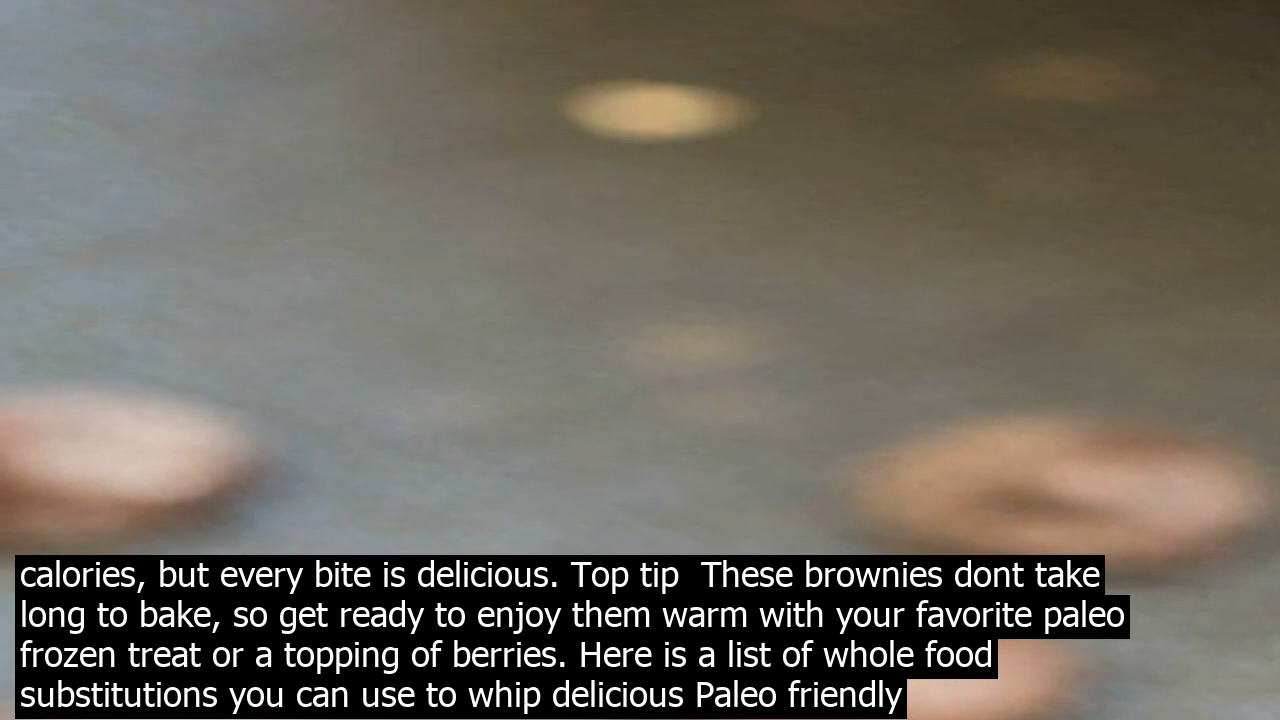 calories, but every bite is delicious. Top tip  These brownies dont take
long to bake, so get ready to enjoy them warm with your favorite paleo
frozen treat or a topping of berries. Here is a list of whole food
substitutions you can use to whip delicious Paleo friendly